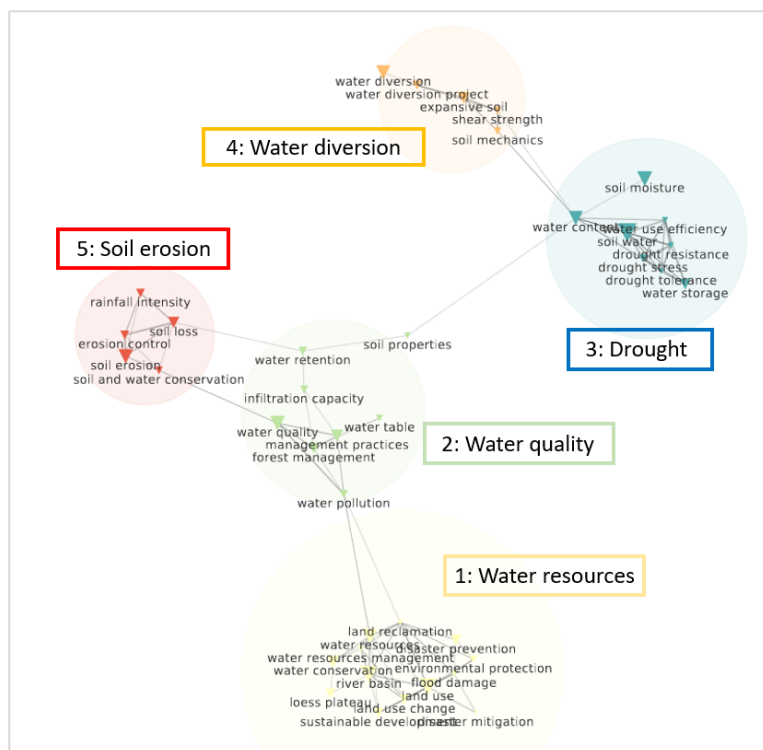 water diversion
water diversion project
expansive soil
shear strength
soil mechanics
4: Water diversion
soil moisture
water content
water use efficiency
soil water
drought resistance
drought stress
drought tolerance
water storage
3: Drought
5: Soil erosion
rainfall intensity
soil loss
erosion control
soil erosion
soil and water conservation
soil properties
water retention
infiltration capacity
water quality
water table
management practices
forest management
2: Water quality
water pollution
1: Water resources
land reclamation
water resources
disaster prevention
water resources management
water conservation
environmental protection
river basin
flood damage
loess plateau
land use
land use change
sustainable development
disaster mitigation